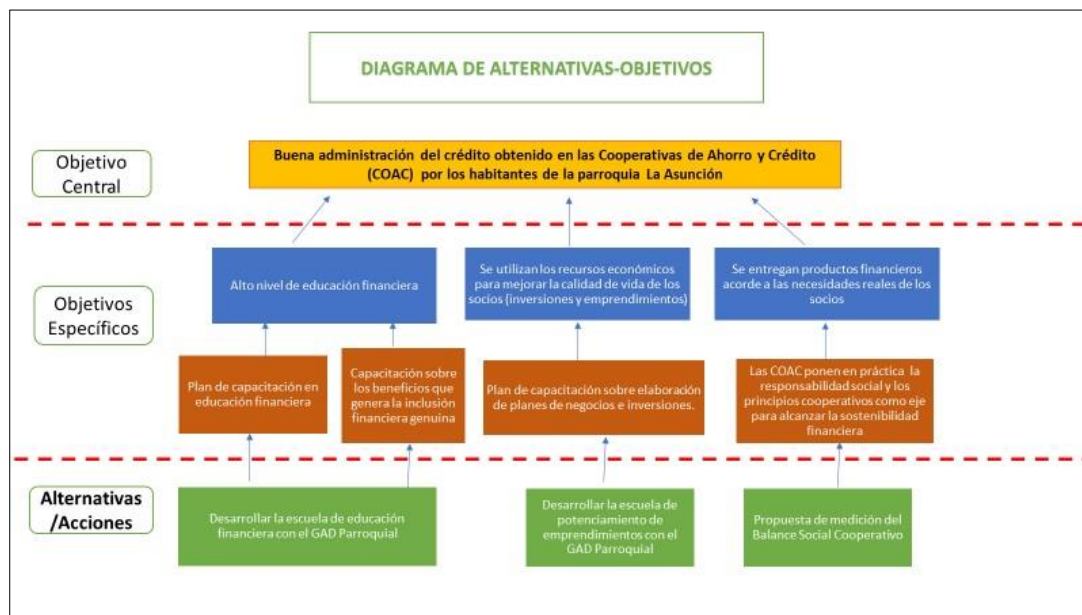 DIAGRAMA DE ALTERNATIVAS-OBJETIVOS
Objetivo
Central
Buena administración del crédito obtenido en las Cooperativas de Ahorro y Crédito
(COAC) por los habitantes de la parroquia La Asunción
Objetivos
Específicos
Alto nivel de educación financiera
Se utilizan los recursos económicos
para mejorar la calidad de vida de los
socios (inversiones y emprendimientos)
Se entregan productos financieros
acorde a las necesidades reales de los
socios
Plan de capacitación en
educación financiera
Capacitación sobre
los beneficios que
genera la inclusión
financiera genuina
Plan de capacitación sobre elaboración
de planes de negocios e inversiones.
Las COAC ponen en práctica la
responsabilidad social y los
principios cooperativos como eje
para alcanzar la sostenibilidad
financiera
Alternativas
/Acciones
Desarrollar la escuela de educación
financiera con el GAD Parroquial
Desarrollar la escuela de
potenciamiento de
emprendimientos con el
GAD Parroquial
Propuesta de medición del
Balance Social Cooperativo